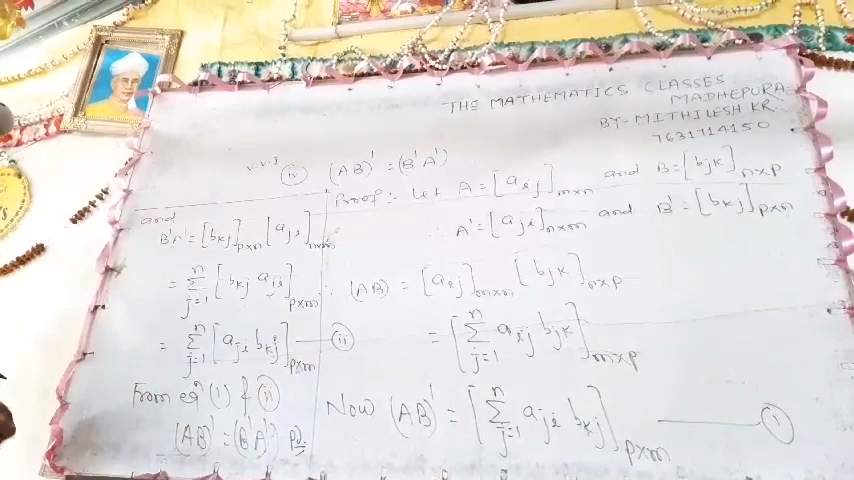 THE MATHEMATICS CLASSES
MADHEPURA
BY- MITHILESH KR.
7631714150
v.v.I (iv) (AB)' = (B'A')
Proof :- Let A = [aij]m×n and B = [bjk]n×p
∴ A' = [aji]n×m and B' = [bkj]p×n
∴ (AB) = [aij]m×n [bjk]n×p
= [ n Σ j=1 aij bjk ]m×p
Now (AB)' = [ n Σ j=1 aji bkj ]p×m —— (i)
and
B'A' = [bkj]p×n [aji]n×m
= n Σ j=1 [bkj aji]p×m
= n Σ j=1 [aji bkj]p×m —— (ii)
From eqn (i) & (ii)
(AB)' = (B'A')